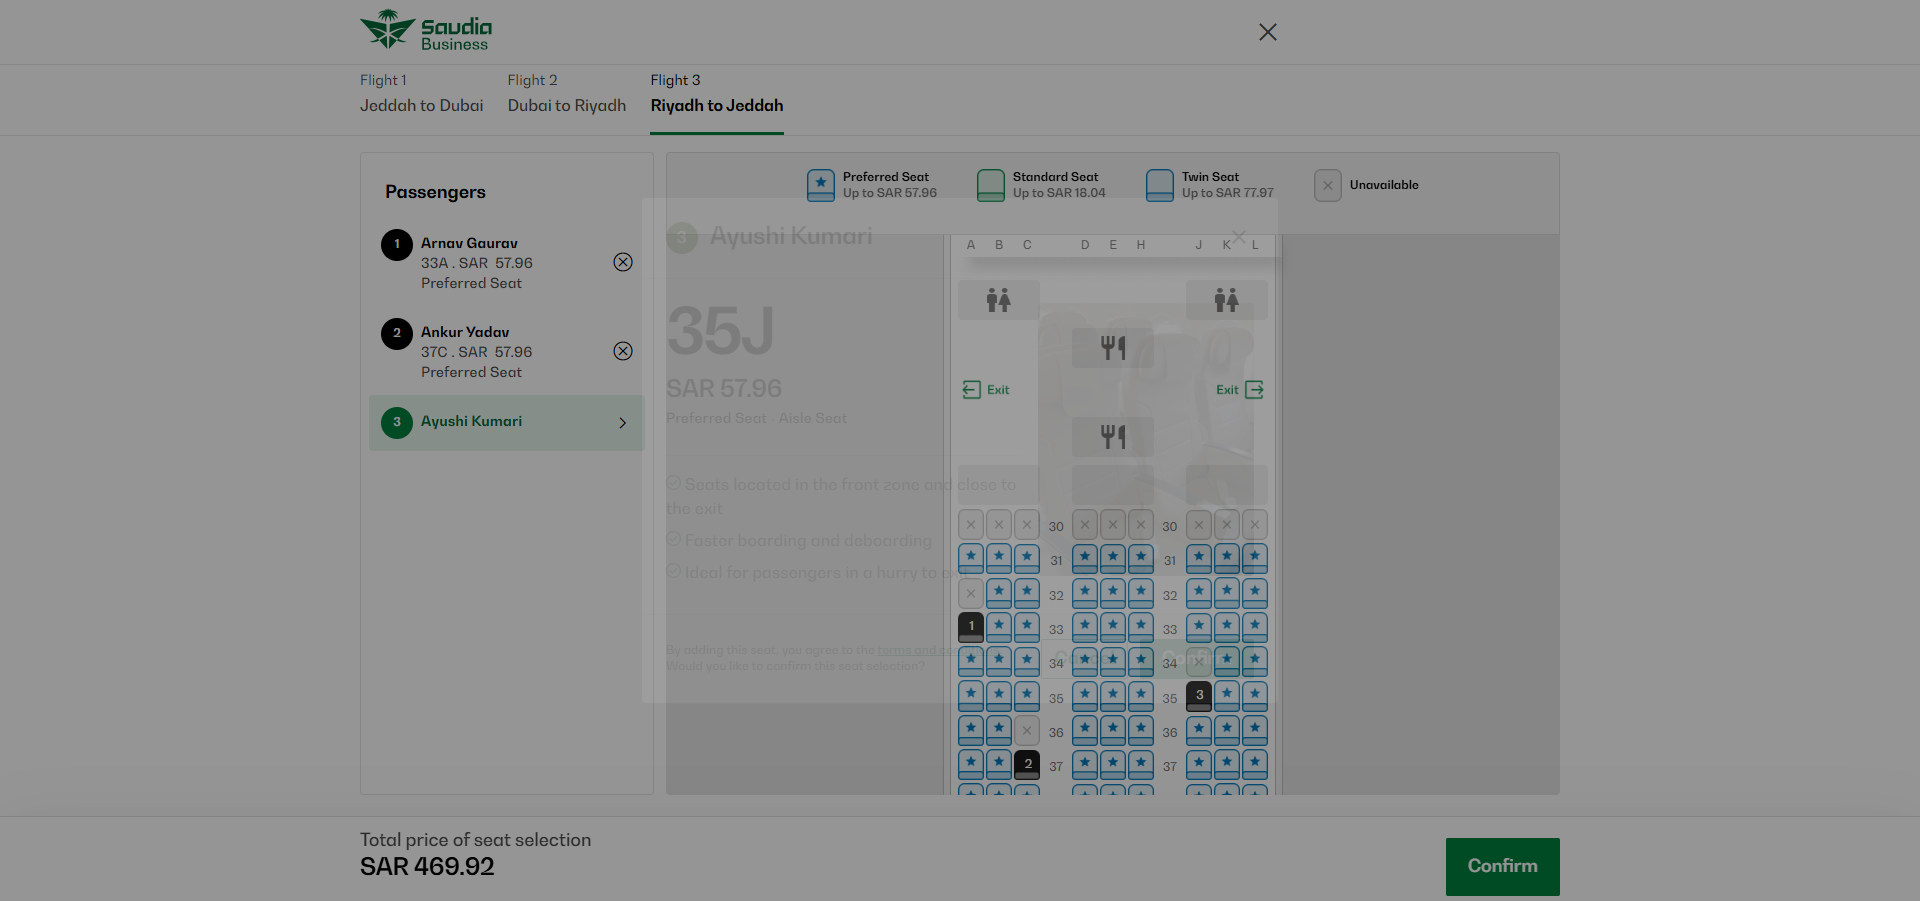 Saudia
Business
Flight 1
Jeddah to Dubai
Flight 2
Dubai to Riyadh
Flight 3
Riyadh to Jeddah
Passengers
1
Arnav Gaurav
33A . SAR 57.96
Preferred Seat
2
Ankur Yadav
37C . SAR 57.96
Preferred Seat
3
Ayushi Kumari
Preferred Seat
Up to SAR 57.96
Standard Seat
Up to SAR 18.04
Twin Seat
Up to SAR 77.97
Unavailable
3 Ayushi Kumari
35J
SAR 57.96
Preferred Seat - Aisle Seat
Seats located in the front zone and close to
the exit
Faster boarding and deboarding
Ideal for passengers in a hurry to exit
By adding this seat, you agree to the terms and
Would you like to confirm this seat selection?
Cancel
Confirm
A B C D E H J K L
Exit Exit
30 30
31 31
32 32
1 33 33
34 34
35 35 3
36 36
2 37 37
Total price of seat selection
SAR 469.92
Confirm